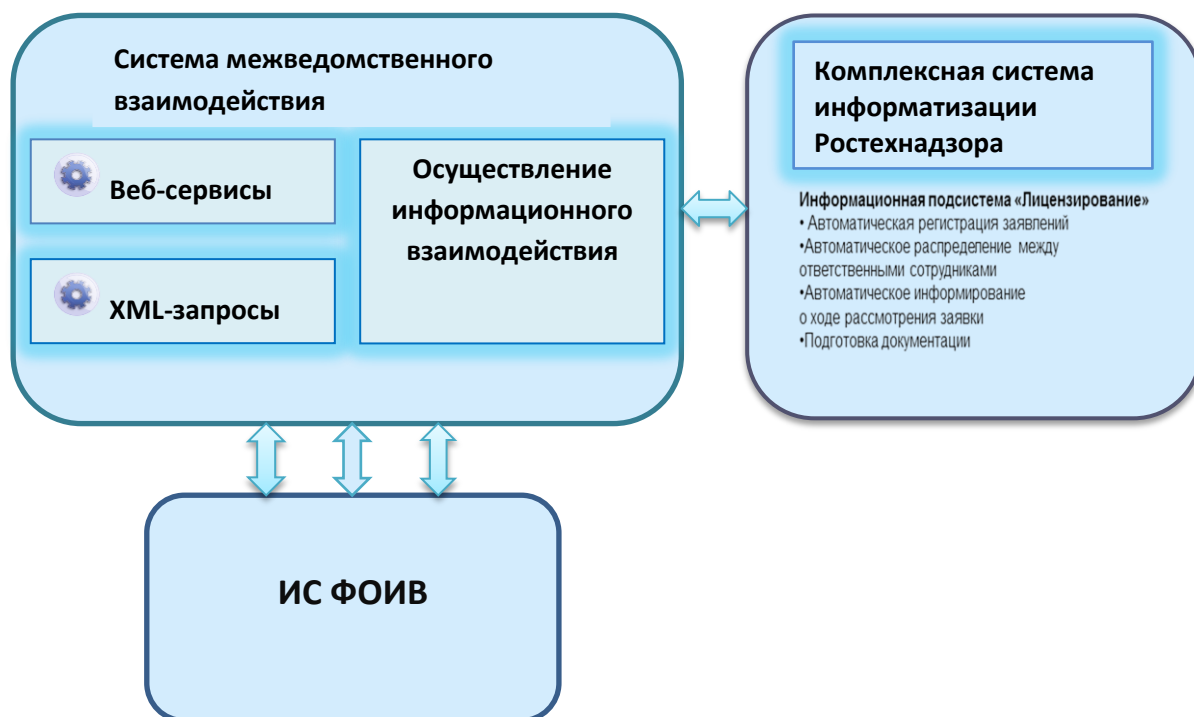 Система межведомственного
взаимодействия
Веб-сервисы
XML-запросы
Осуществление
информационного
взаимодействия
Комплексная система
информатизации
Ростехнадзора
Информационная подсистема «Лицензирование»
• Автоматическая регистрация заявлений
•Автоматическое распределение между
ответственными сотрудниками
•Автоматическое информирование
о ходе рассмотрения заявки
•Подготовка документации
ИС ФОИВ